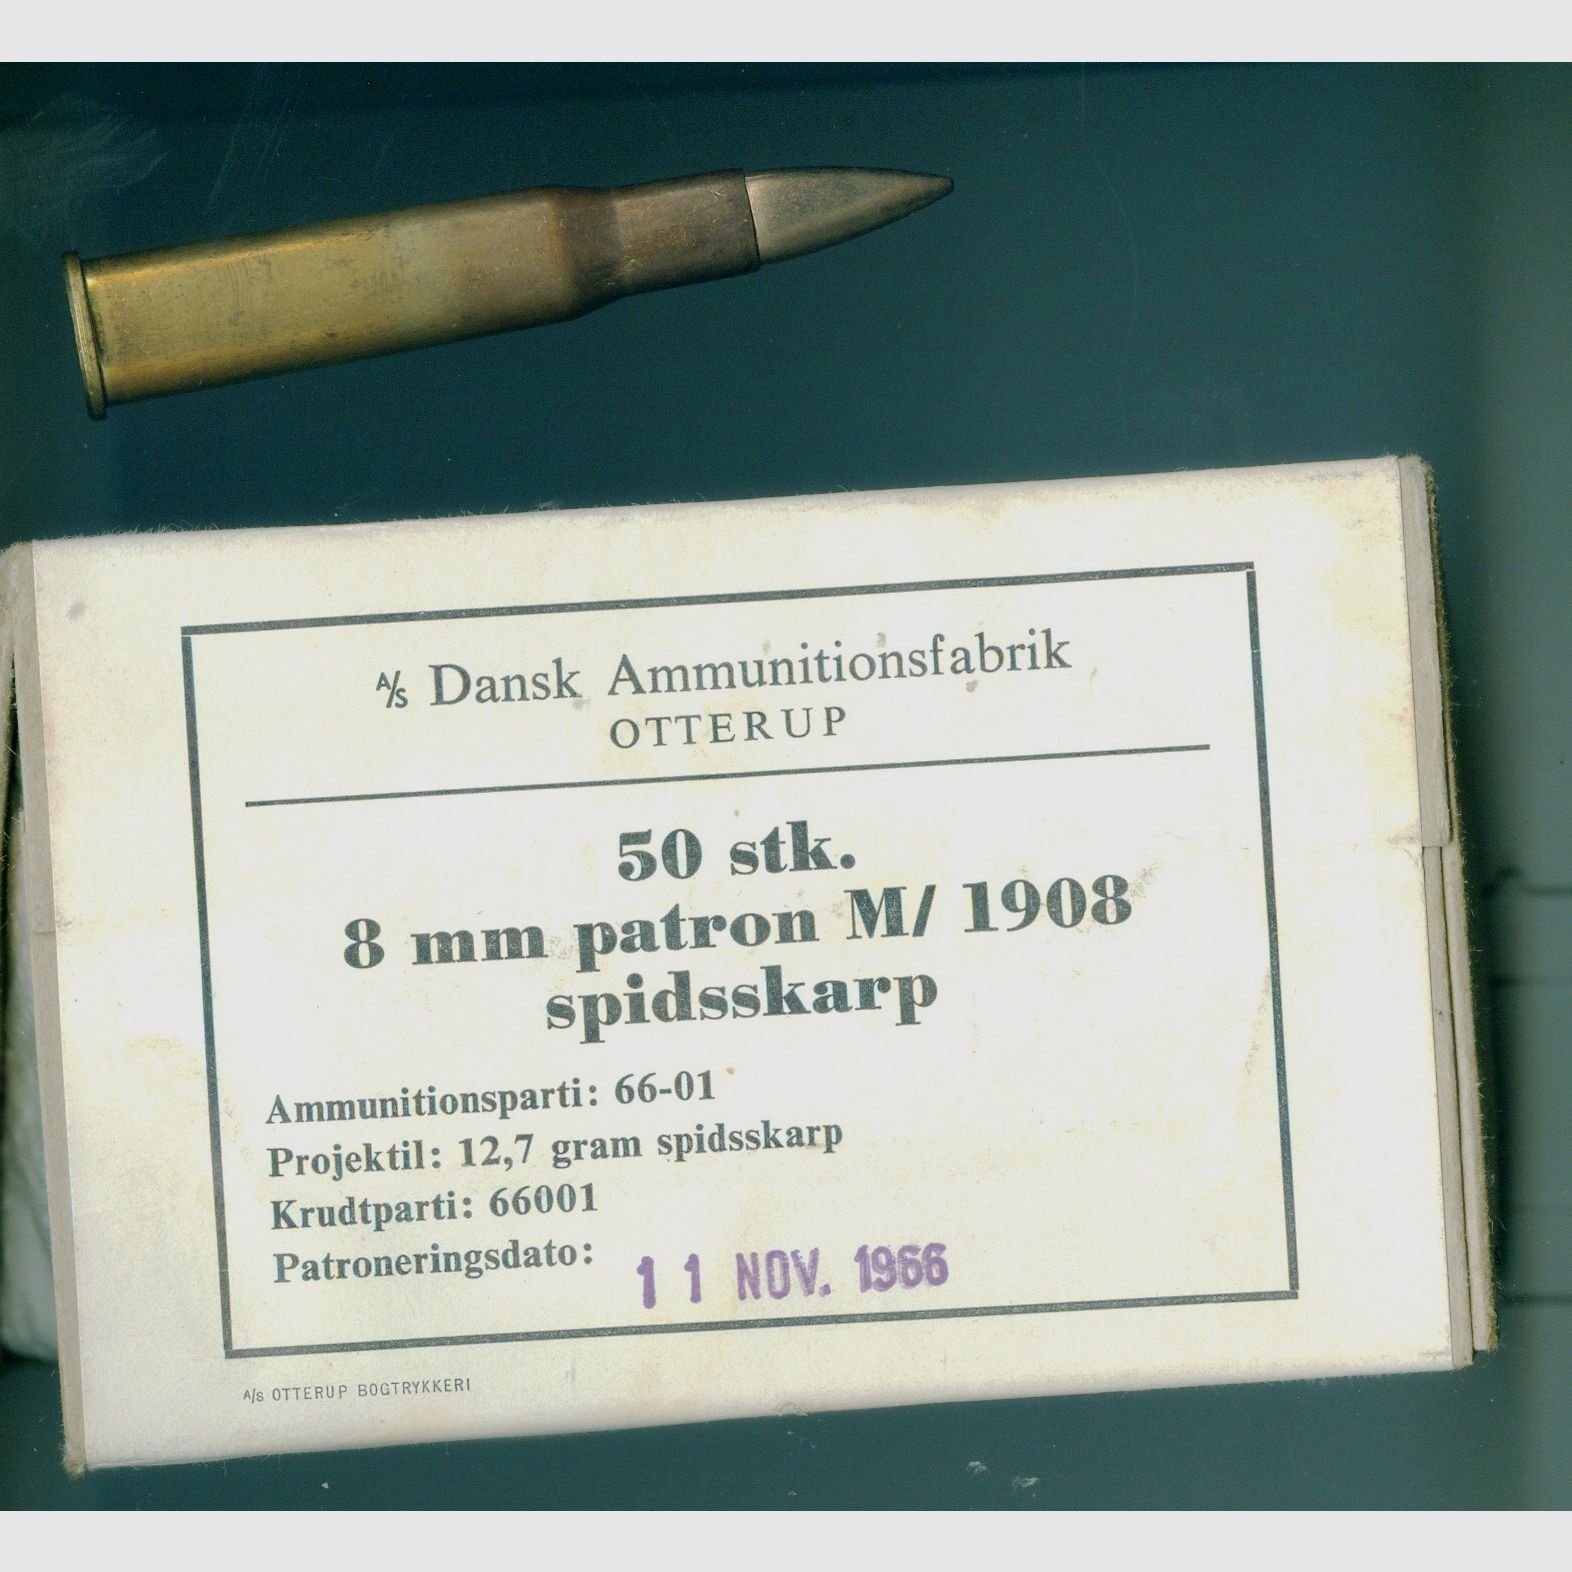 A/S Dansk Ammunitionsfabrik
OTTERUP
50 stk.
8 mm patron M/ 1908
spidsskarp
Ammunitionsparti: 66-01
Projektil: 12,7 gram spidsskarp
Krudtparti: 66001
Patroneringsdato: 11 NOV. 1966
A/S OTTERUP BOGTRYKKERI